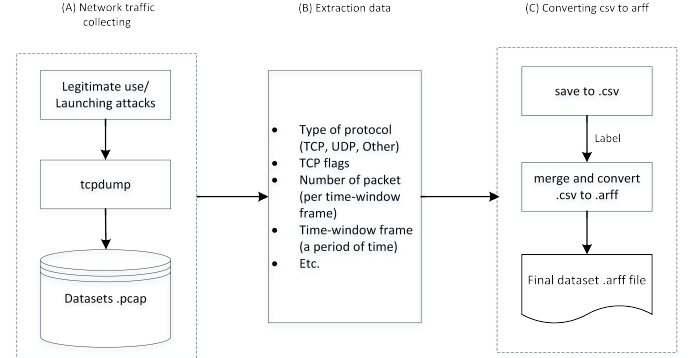 (A) Network traffic
collecting
Legitimate use/
Launching attacks
tcpdump
Datasets .pcap
(B) Extraction data
• Type of protocol
(TCP, UDP, Other)
• TCP flags
• Number of packet
(per time-window
frame)
• Time-window frame
(a period of time)
• Etc.
(C) Converting csv to arff
save to .csv
Label
merge and convert
.csv to .arff
Final dataset .arff file